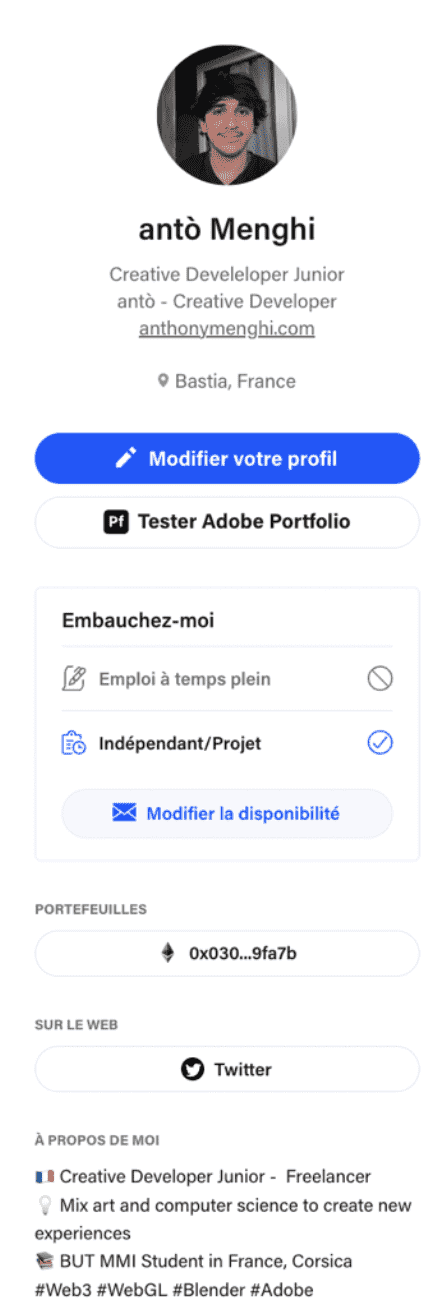 antò Menghi
Creative Develeloper Junior
antò - Creative Developer
anthonymenghi.com
Bastia, France
Modifier votre profil
Pf Tester Adobe Portfolio
Embauchez-moi
Emploi à temps plein
Indépendant/Projet
Modifier la disponibilité
PORTEFEUILLES
0x030...9fa7b
SUR LE WEB
Twitter
À PROPOS DE MOI
🇫🇷 Creative Developer Junior - Freelancer
💡 Mix art and computer science to create new
experiences
📚 BUT MMI Student in France, Corsica
#Web3 #WebGL #Blender #Adobe